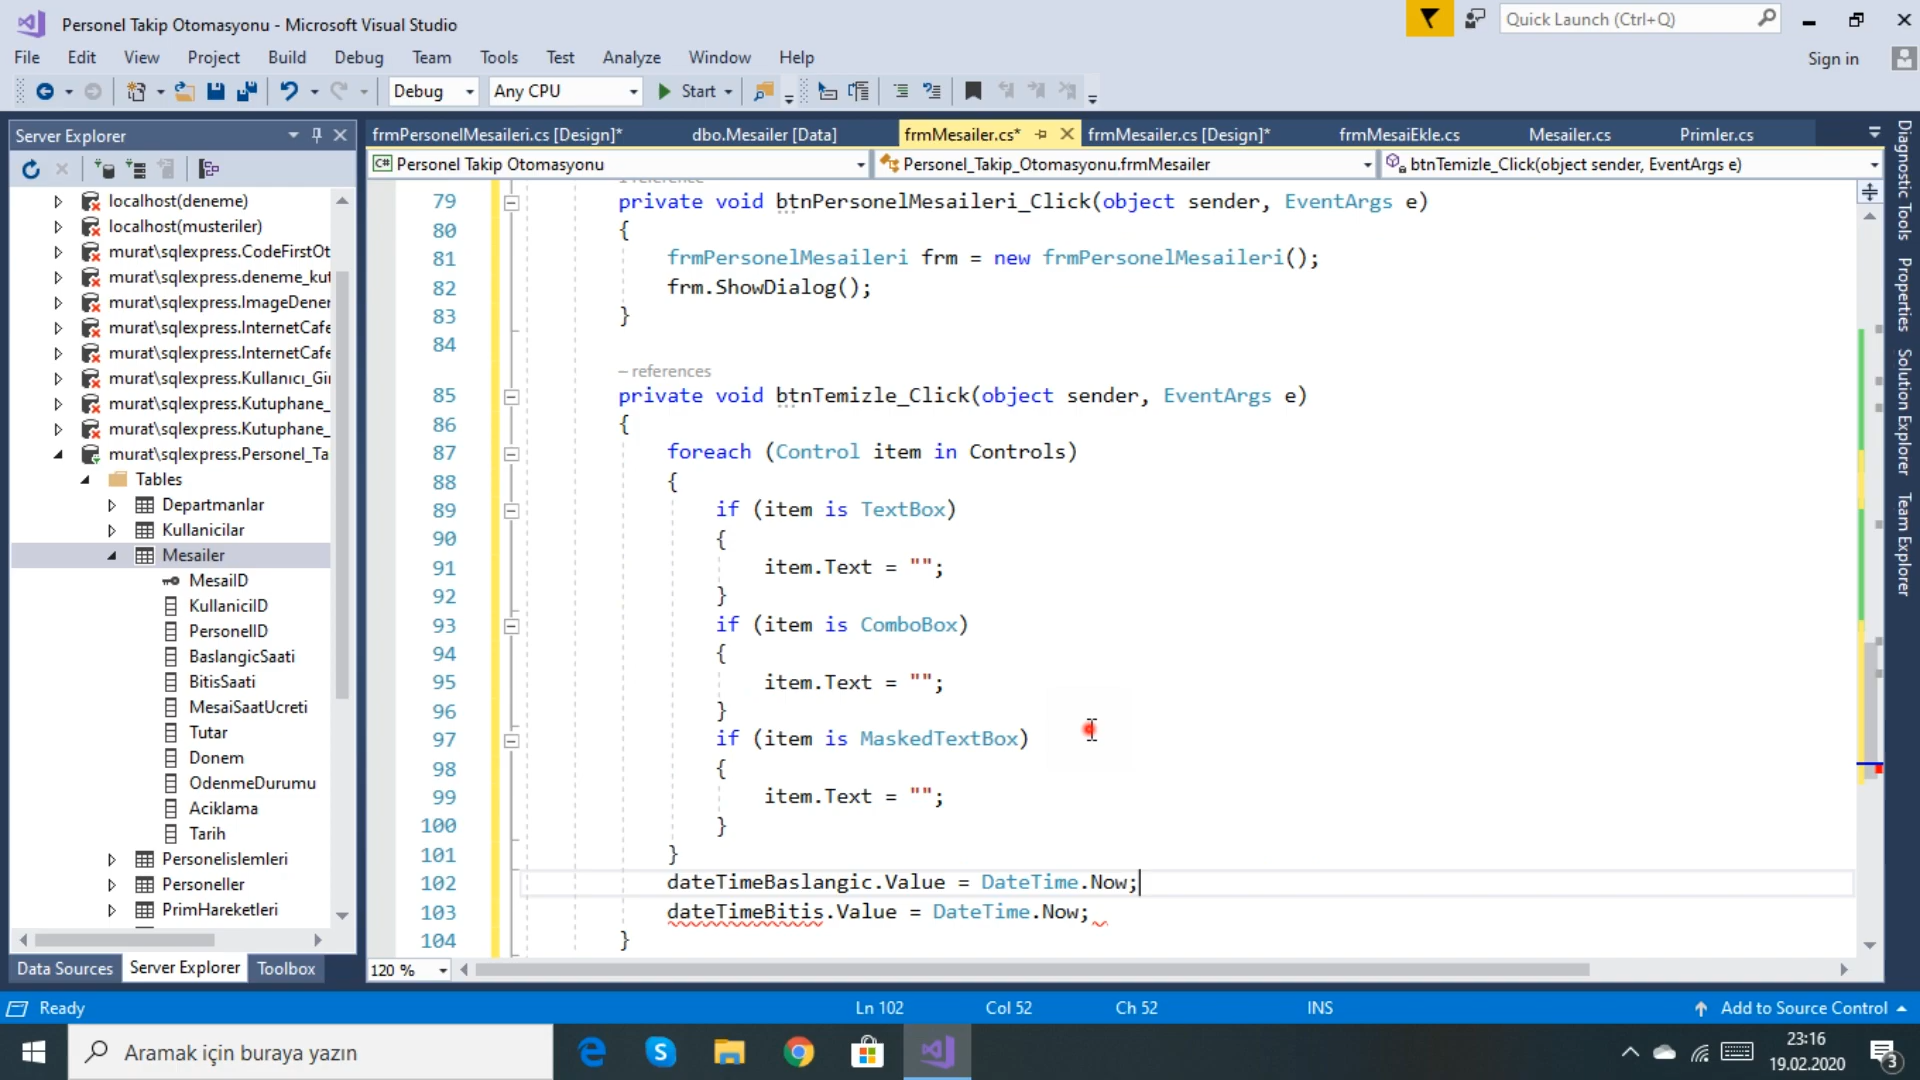 Personel Takip Otomasyonu - Microsoft Visual Studio
Quick Launch (Ctrl+Q)
File Edit View Project Build Debug Team Tools Test Analyze Window Help
Sign in
Debug Any CPU Start
Server Explorer
frmPersonelMesaileri.cs [Design]* dbo.Mesailer [Data] frmMesailer.cs* frmMesailer.cs [Design]* frmMesaiEkle.cs Mesailer.cs Primler.cs
C# Personel Takip Otomasyonu Personel_Takip_Otomasyonu.frmMesailer btnTemizle_Click(object sender, EventArgs e)
localhost(deneme)
localhost(musteriler)
murat\sqlexpress.CodeFirstOt
murat\sqlexpress.deneme_kut
murat\sqlexpress.ImageDener
murat\sqlexpress.InternetCafe
murat\sqlexpress.InternetCafe
murat\sqlexpress.Kullanıcı_Gir
murat\sqlexpress.Kutuphane_
murat\sqlexpress.Kutuphane_
murat\sqlexpress.Personel_Ta
Tables
Departmanlar
Kullanicilar
Mesailer
MesaiID
KullaniciID
PersonelID
BaslangicSaati
BitisSaati
MesaiSaatUcreti
Tutar
Donem
OdenmeDurumu
Aciklama
Tarih
Personelislemleri
Personeller
PrimHareketleri
Data Sources Server Explorer Toolbox
79 private void btnPersonelMesaileri_Click(object sender, EventArgs e)
80 {
81 frmPersonelMesaileri frm = new frmPersonelMesaileri();
82 frm.ShowDialog();
83 }
84
– references
85 private void btnTemizle_Click(object sender, EventArgs e)
86 {
87 foreach (Control item in Controls)
88 {
89 if (item is TextBox)
90 {
91 item.Text = "";
92 }
93 if (item is ComboBox)
94 {
95 item.Text = "";
96 }
97 if (item is MaskedTextBox)
98 {
99 item.Text = "";
100 }
101 }
102 dateTimeBaslangic.Value = DateTime.Now;
103 dateTimeBitis.Value = DateTime.Now;
104 }
120 %
Diagnostic Tools
Properties
Solution Explorer
Team Explorer
Ready Ln 102 Col 52 Ch 52 INS Add to Source Control
Aramak için buraya yazın
23:16
19.02.2020
3